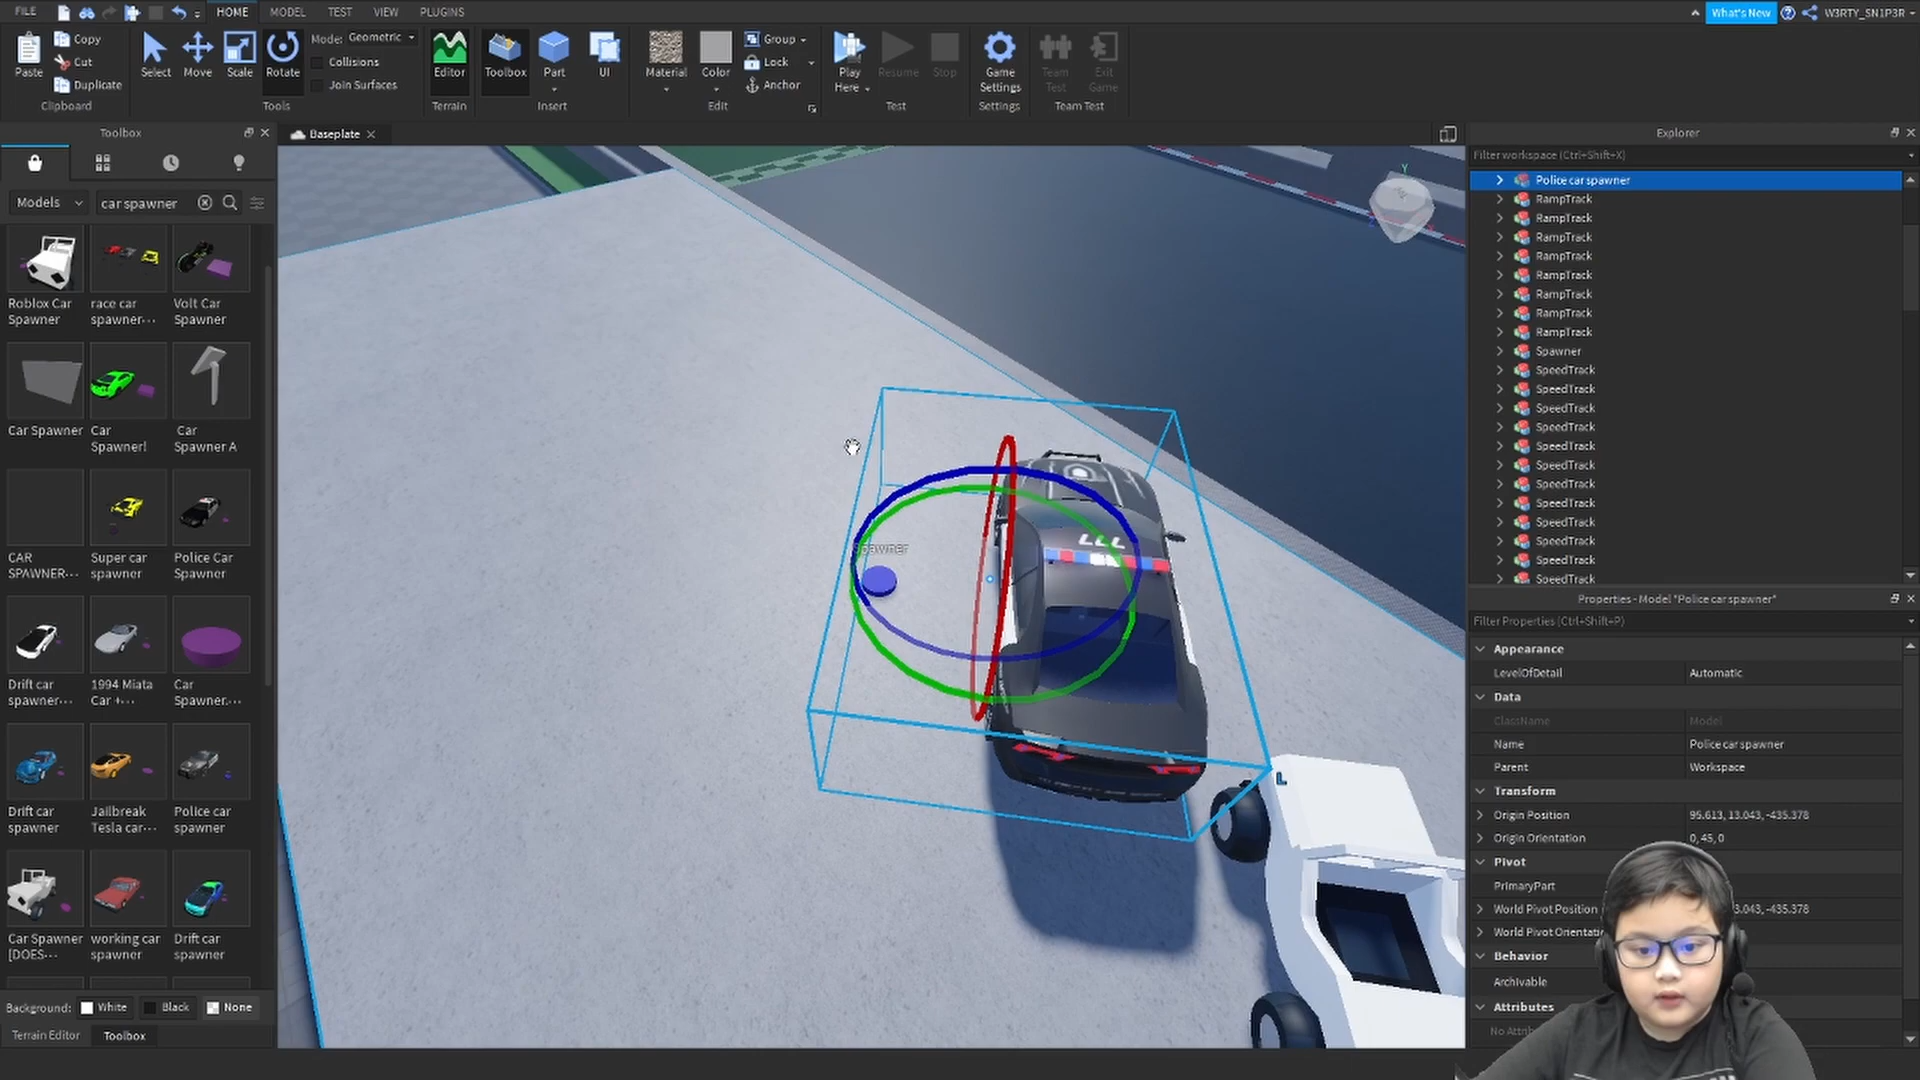 FILE HOME MODEL TEST VIEW PLUGINS What's New W3RTY_SN1P3R
Paste Copy Cut Duplicate Clipboard
Select Move Scale Rotate Mode: Geometric Collisions Join Surfaces Tools
Editor Terrain
Toolbox Part UI Insert
Material Color Group Lock Anchor Edit
Play Here Resume Stop Test
Game Settings Settings
Team Test Exit Game Team Test
Toolbox
Models car spawner
Roblox Car Spawner
race car spawner...
Volt Car Spawner
Car Spawner
Car Spawner!
Car Spawner A
CAR SPAWNER...
Super car spawner
Police Car Spawner
Drift car spawner...
1994 Miata Car +...
Car Spawner....
Drift car spawner
Jailbreak Tesla car...
Police car spawner
Car Spawner [DOES...
working car spawner
Drift car spawner
Background: White Black None
Terrain Editor Toolbox
Baseplate
Y
Spawner
L
Explorer
Filter workspace (Ctrl+Shift+X)
Police car spawner
RampTrack
RampTrack
RampTrack
RampTrack
RampTrack
RampTrack
RampTrack
RampTrack
Spawner
SpeedTrack
SpeedTrack
SpeedTrack
SpeedTrack
SpeedTrack
SpeedTrack
SpeedTrack
SpeedTrack
SpeedTrack
SpeedTrack
SpeedTrack
SpeedTrack
Properties - Model "Police car spawner"
Filter Properties (Ctrl+Shift+P)
Appearance
LevelOfDetail Automatic
Data
ClassName Model
Name Police car spawner
Parent Workspace
Transform
Origin Position 95.613, 13.043, -435.378
Origin Orientation 0, 45, 0
Pivot
PrimaryPart
World Pivot Position 3.043, -435.378
World Pivot Orientatio
Behavior
Archivable
Attributes
No Attrib